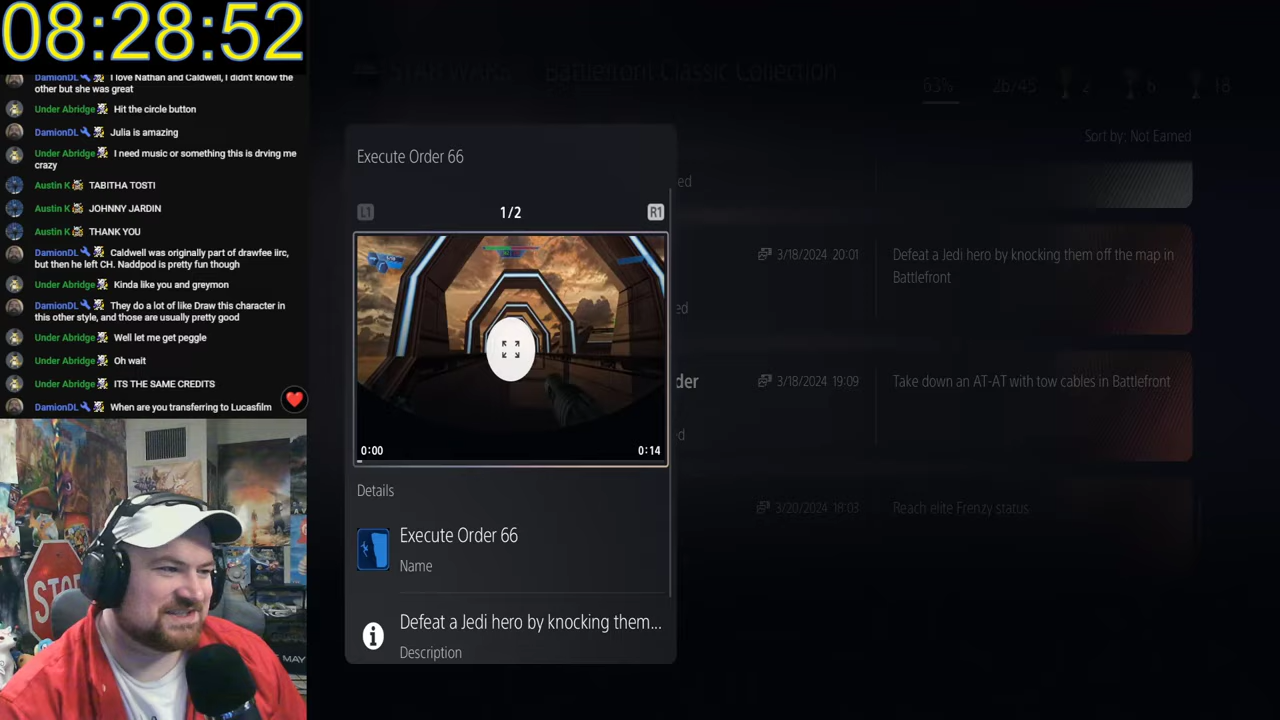 08:28:52
DamionDL I love Nathan and Caldwell, I didn't know the
other but she was great
Under Abridge Hit the circle button
DamionDL Julia is amazing
Under Abridge I need music or something this is drving me
crazy
Austin K TABITHA TOSTI
Austin K JOHNNY JARDIN
Austin K THANK YOU
DamionDL Caldwell was originally part of drawfee iirc,
but then he left CH. Naddpod is pretty fun though
Under Abridge Kinda like you and greymon
DamionDL They do a lot of like Draw this character in
this other style, and those are usually pretty good
Under Abridge Well let me get peggle
Under Abridge Oh wait
Under Abridge ITS THE SAME CREDITS
DamionDL When are you transferring to Lucasfilm
STOP
MAY
STAR WARS Battlefront Classic Collection
63% 26/45 2 6 18
Sort by: Not Earned
Execute Order 66
L1 1/2 R1
0:00 0:14
Details
Execute Order 66
Name
Defeat a Jedi hero by knocking them...
Description
ed
3/18/2024 20:01 Defeat a Jedi hero by knocking them off the map in
Battlefront
ed
der 3/18/2024 19:09 Take down an AT-AT with tow cables in Battlefront
ed
3/20/2024 18:03 Reach elite Frenzy status